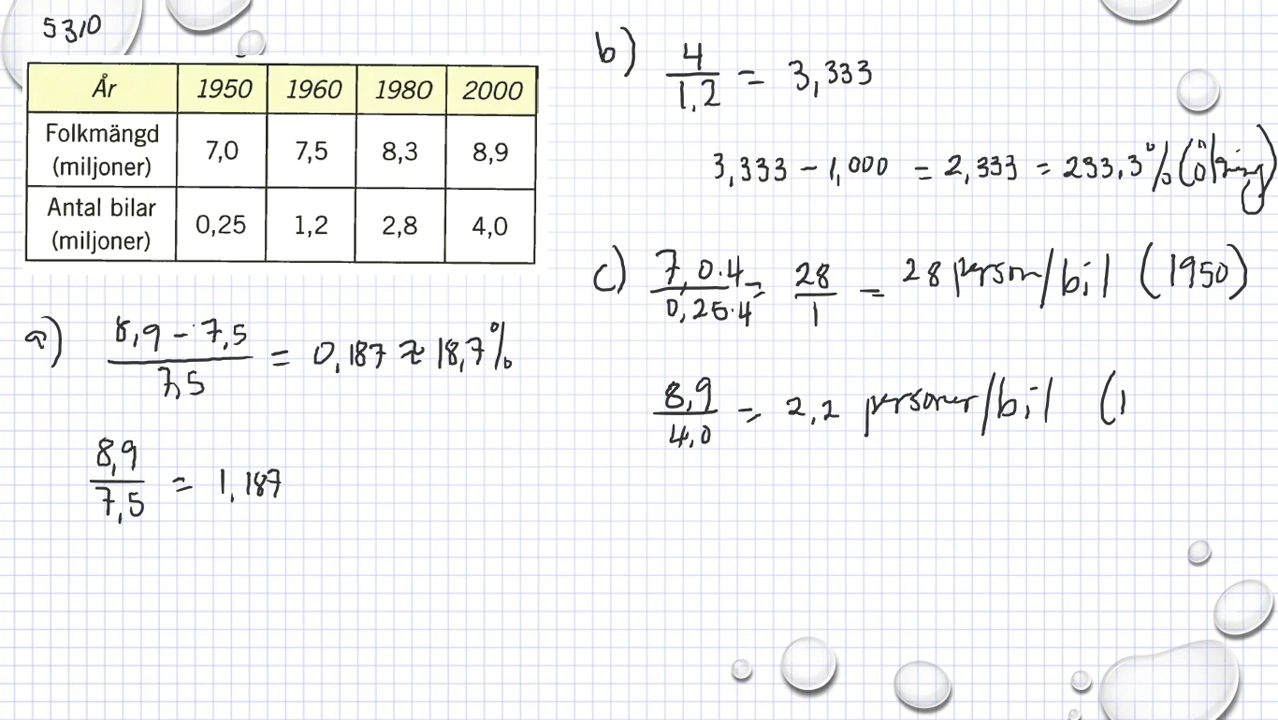 5310
År 1950 1960 1980 2000
Folkmängd (miljoner) 7,0 7,5 8,3 8,9
Antal bilar (miljoner) 0,25 1,2 2,8 4,0
a) 8,9 - 7,5 / 7,5 = 0,187 ≈ 18,7%
8,9 / 7,5 = 1,187
b) 4 / 1,2 = 3,333
3,333 - 1,000 = 2,333 = 233,3% (ökning)
c) 7,0·4 / 0,25·4 = 28 / 1 = 28 person/bil (1950)
8,9 / 4,0 = 2,2 personer/bil (1